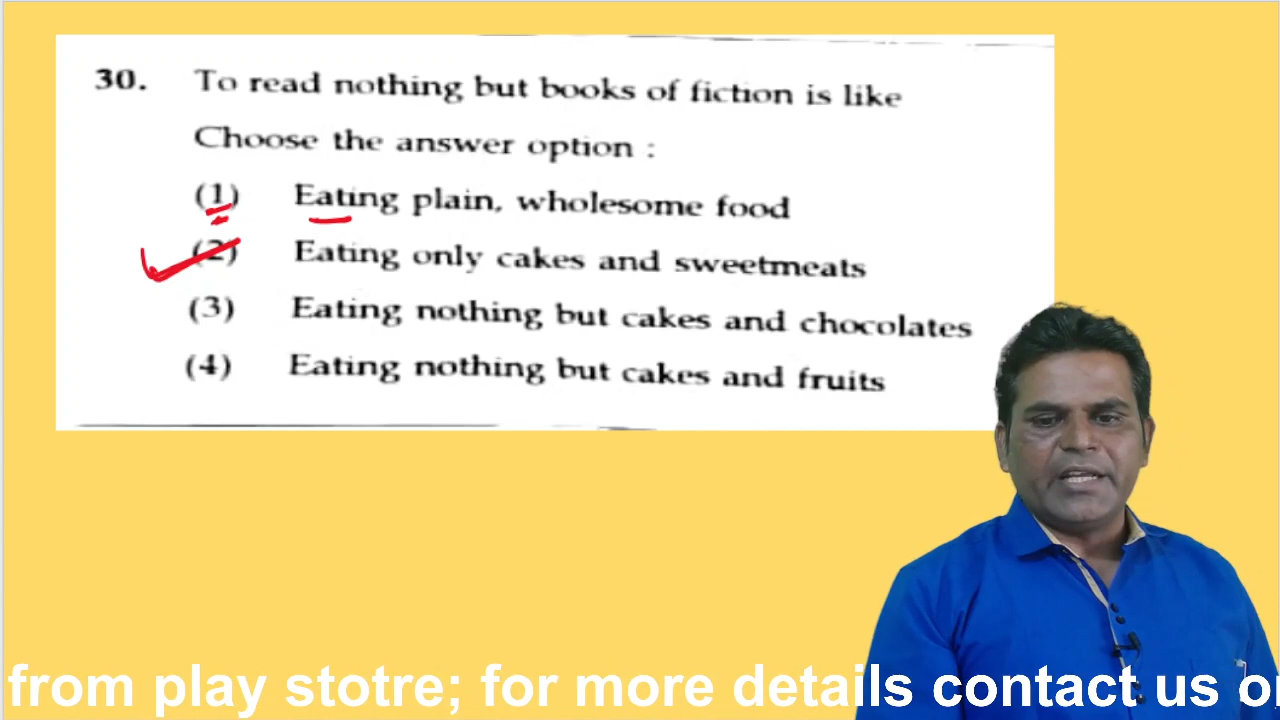 30. To read nothing but books of fiction is like
Choose the answer option :
(1) Eating plain, wholesome food
(2) Eating only cakes and sweetmeats
(3) Eating nothing but cakes and chocolates
(4) Eating nothing but cakes and fruits
from play stotre; for more details contact us